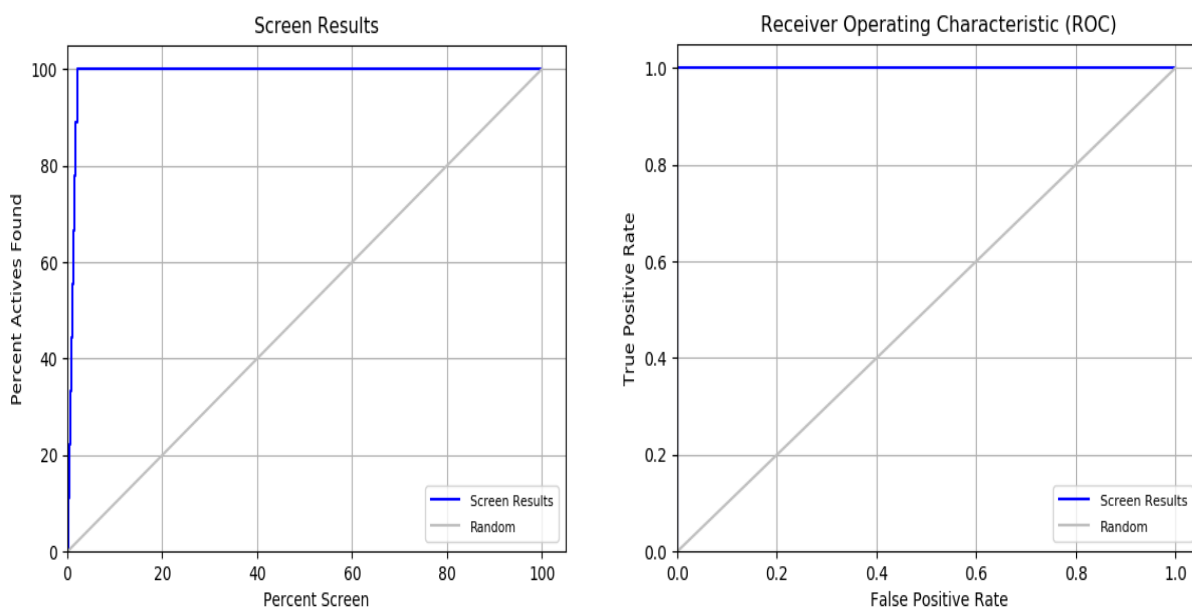 Screen Results
Percent Actives Found
100
80
60
40
20
0
0 20 40 60 80 100
Percent Screen
Screen Results
Random
Receiver Operating Characteristic (ROC)
True Positive Rate
1.0
0.8
0.6
0.4
0.2
0.0
0.0 0.2 0.4 0.6 0.8 1.0
False Positive Rate
Screen Results
Random